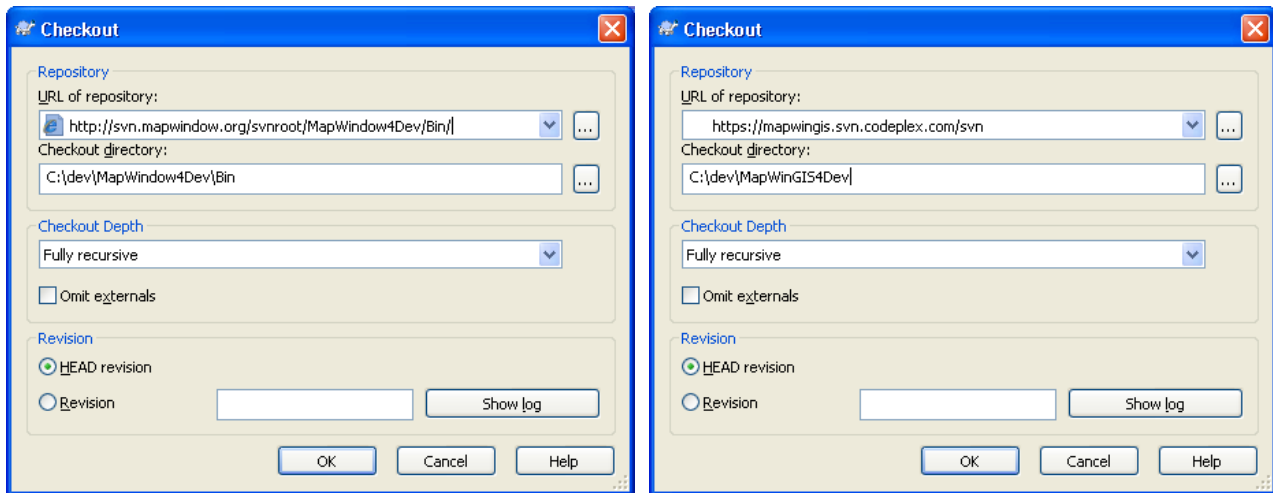 Checkout
Repository
URL of repository:
http://svn.mapwindow.org/svnroot/MapWindow4Dev/Bin/
...
Checkout directory:
C:\dev\MapWindow4Dev\Bin
...
Checkout Depth
Fully recursive
Omit externals
Revision
HEAD revision
Revision
Show log
OK
Cancel
Help
Checkout
Repository
URL of repository:
https://mapwingis.svn.codeplex.com/svn
...
Checkout directory:
C:\dev\MapWinGIS4Dev
...
Checkout Depth
Fully recursive
Omit externals
Revision
HEAD revision
Revision
Show log
OK
Cancel
Help